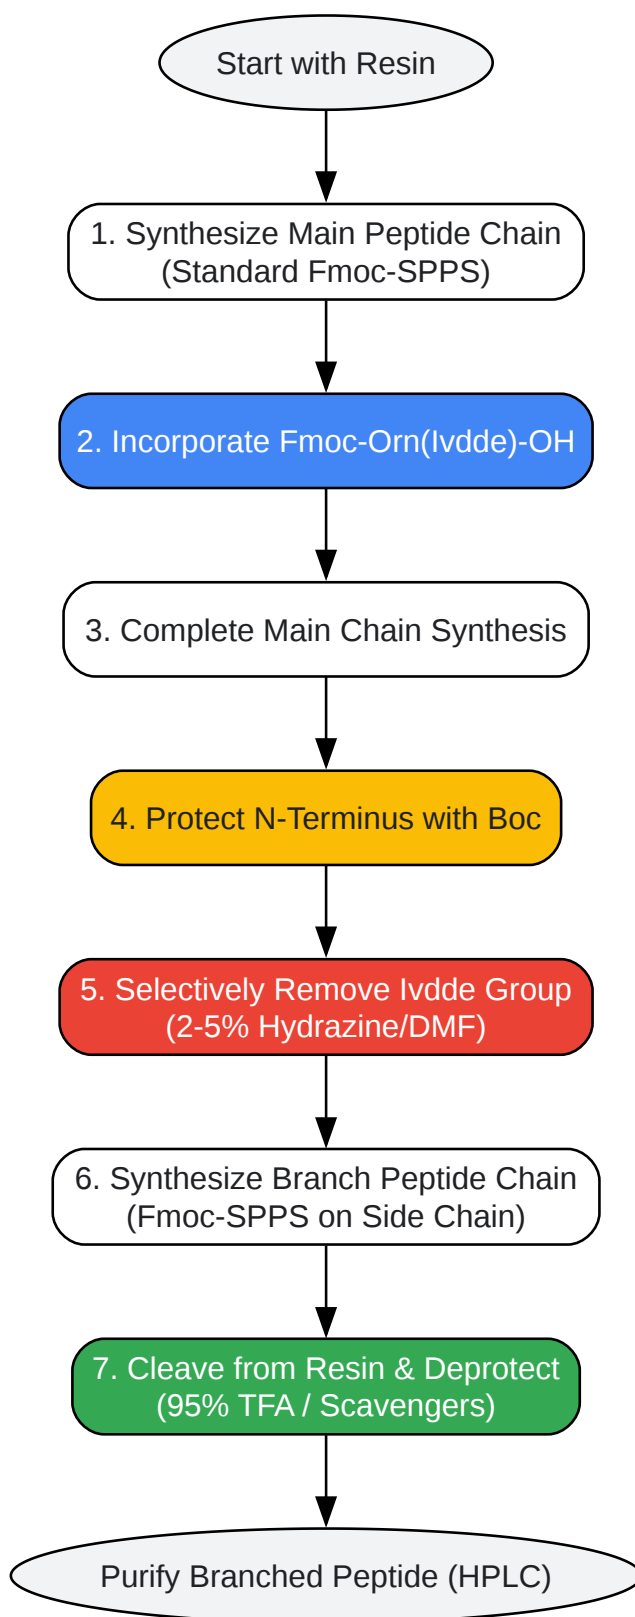 Start with Resin
1. Synthesize Main Peptide Chain
(Standard Fmoc-SPPS)
2. Incorporate Fmoc-Orn(Ivdde)-OH
3. Complete Main Chain Synthesis
4. Protect N-Terminus with Boc
5. Selectively Remove Ivdde Group
(2-5% Hydrazine/DMF)
6. Synthesize Branch Peptide Chain
(Fmoc-SPPS on Side Chain)
7. Cleave from Resin & Deprotect
(95% TFA / Scavengers)
Purify Branched Peptide (HPLC)